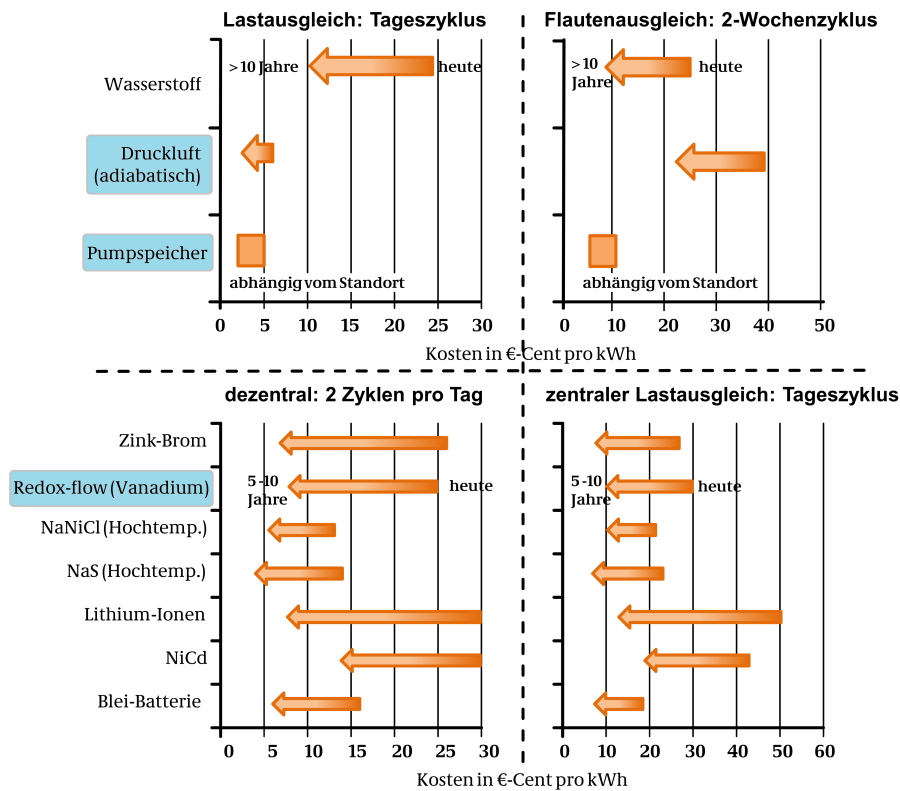 Lastausgleich: Tageszyklus
Flautenausgleich: 2-Wochenzyklus
Wasserstoff
>10 Jahre
heute
>10
Jahre
heute
Druckluft
(adiabatisch)
Pumpspeicher
abhängig vom Standort
abhängig vom Standort
0 5 10 15 20 25 30
0 10 20 30 40 50
Kosten in €-Cent pro kWh
dezentral: 2 Zyklen pro Tag
zentraler Lastausgleich: Tageszyklus
Zink-Brom
Redox-flow (Vanadium)
5-10
Jahre
heute
5-10
Jahre
heute
NaNiCl (Hochtemp.)
NaS (Hochtemp.)
Lithium-Ionen
NiCd
Blei-Batterie
0 5 10 15 20 25 30
0 10 20 30 40 50 60
Kosten in €-Cent pro kWh